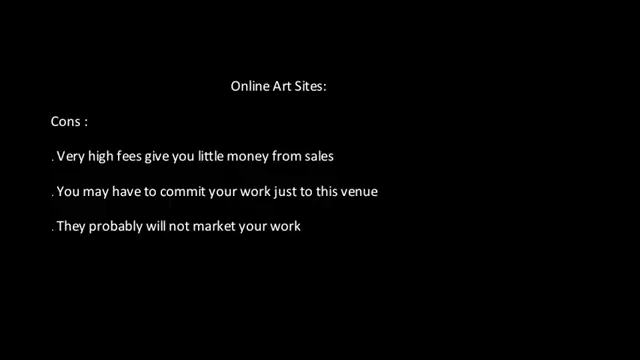 Online Art Sites:
Cons :
. Very high fees give you little money from sales
. You may have to commit your work just to this venue
. They probably will not market your work